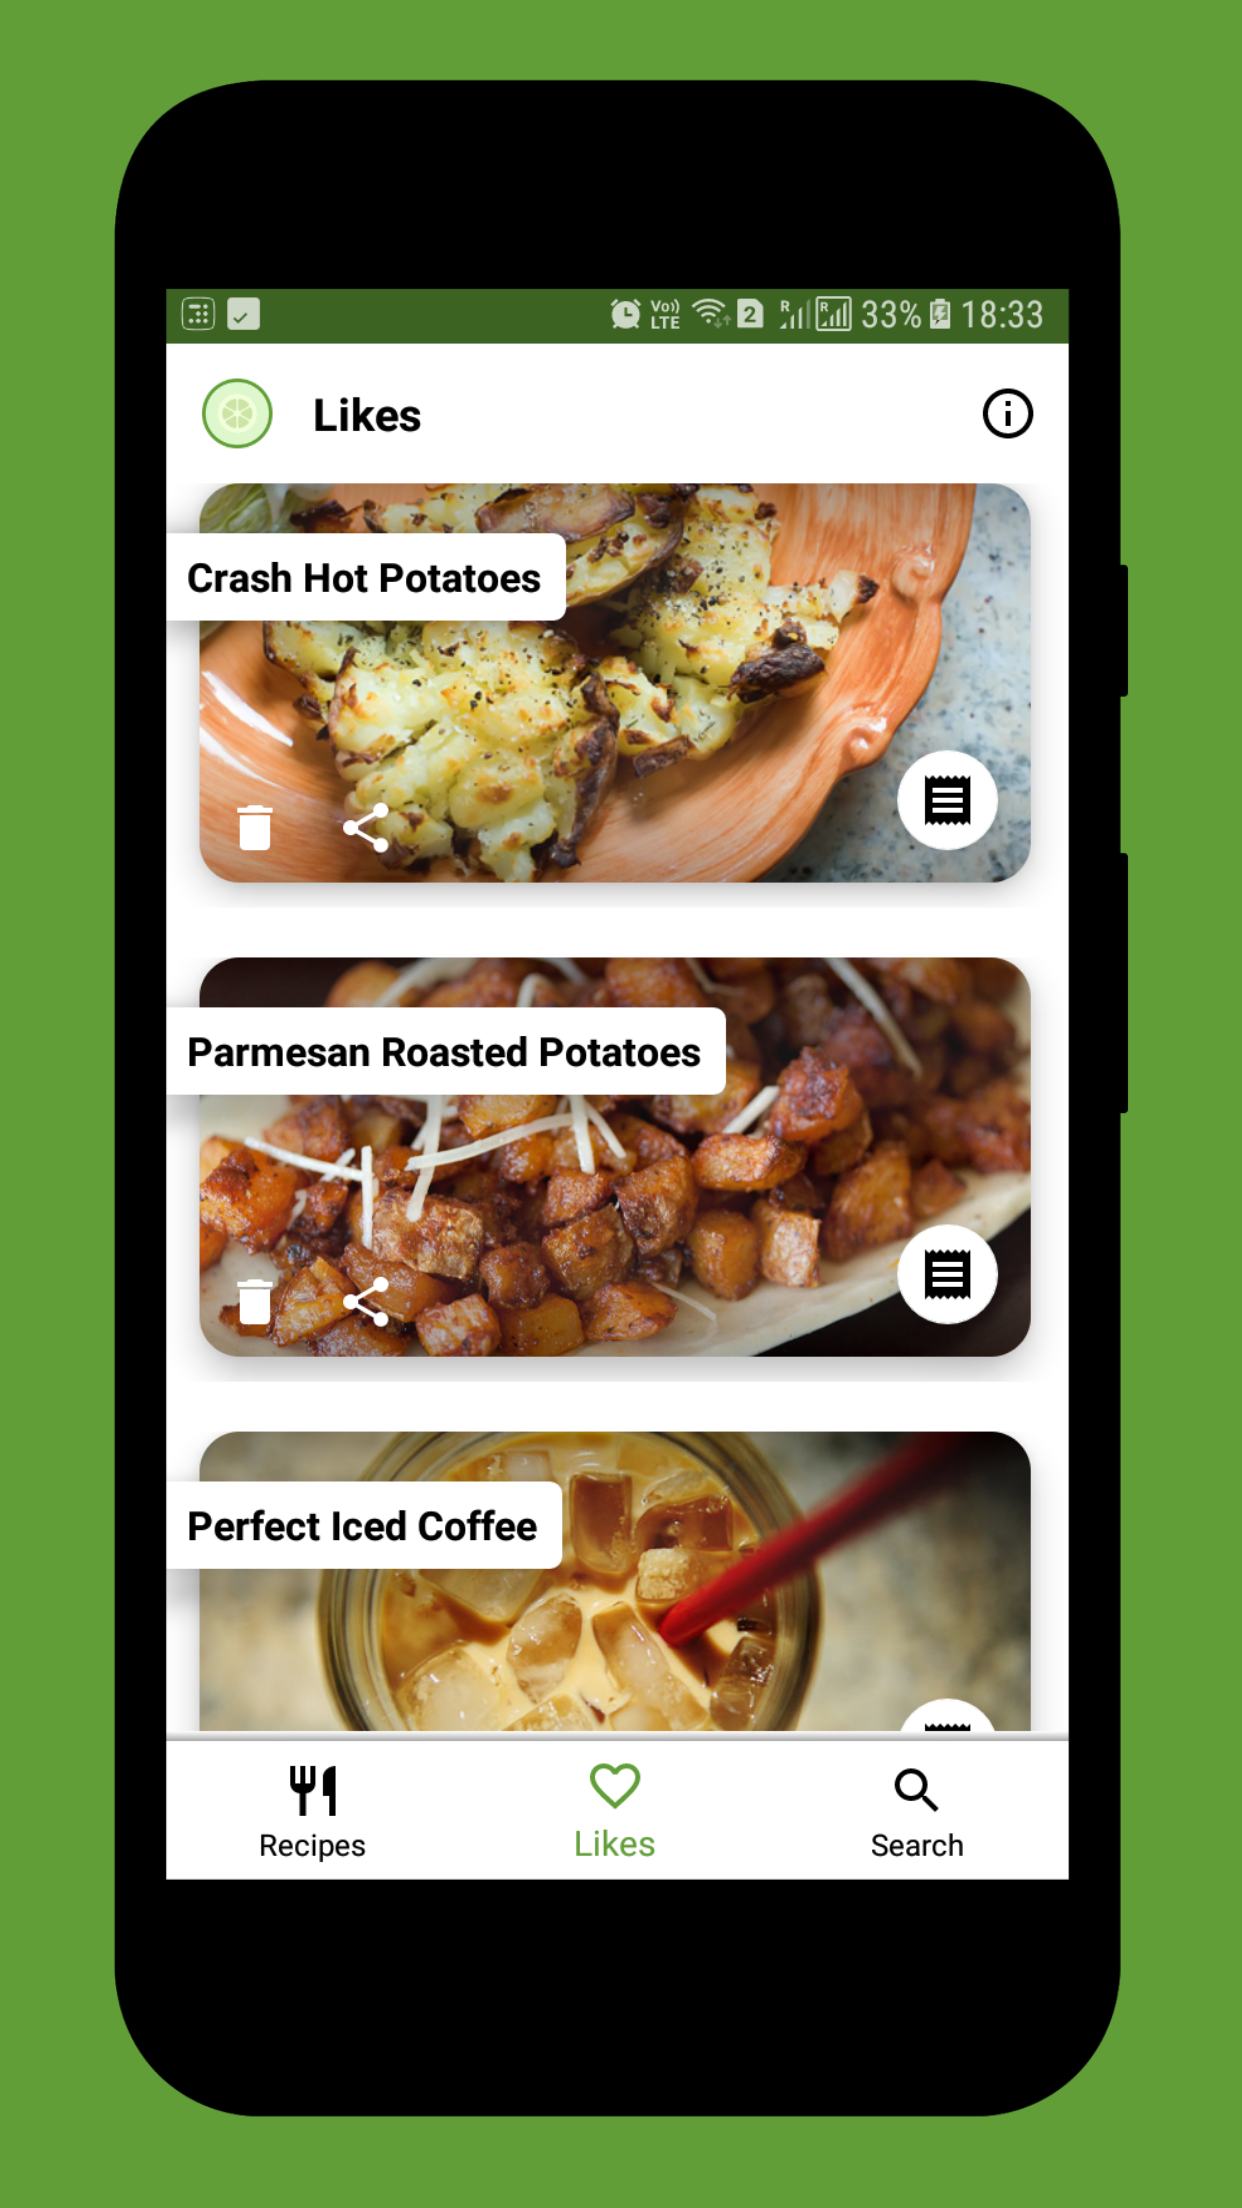 Vo)) LTE 2 R R 33% 18:33
Likes
Crash Hot Potatoes
Parmesan Roasted Potatoes
Perfect Iced Coffee
Recipes Likes Search